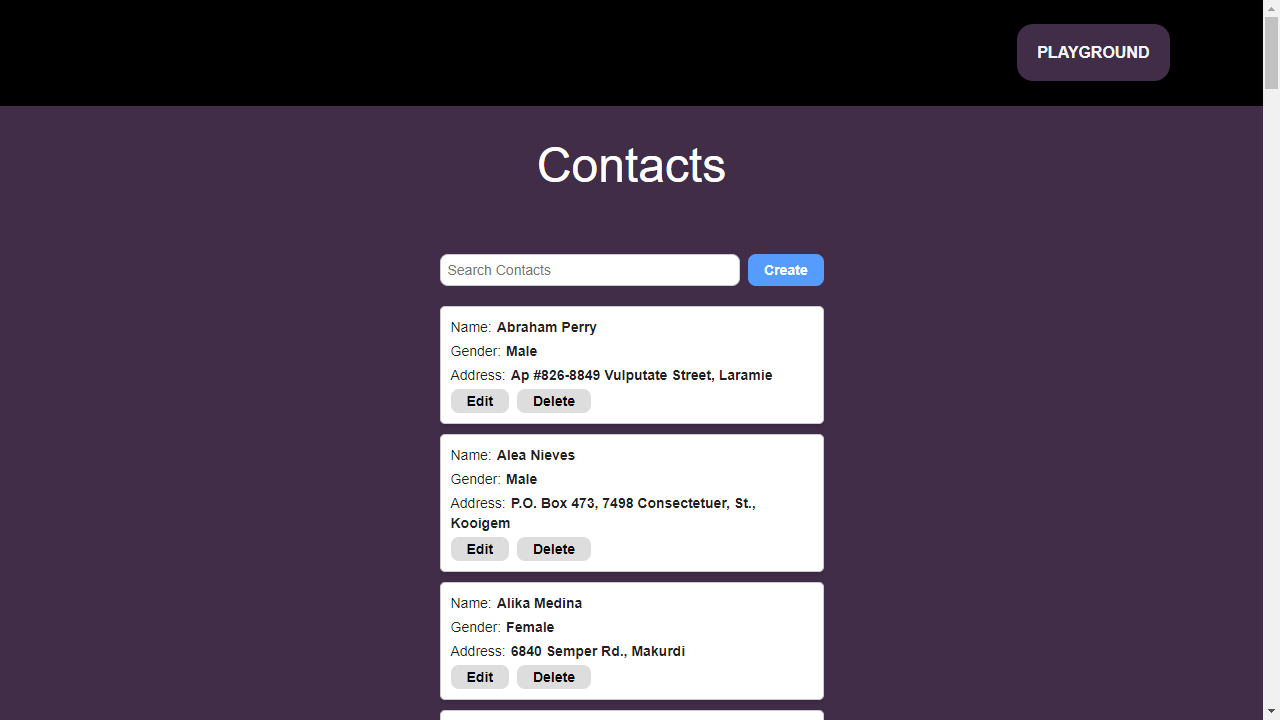 PLAYGROUND
Contacts
Search Contacts
Create
Name: Abraham Perry
Gender: Male
Address: Ap #826-8849 Vulputate Street, Laramie
Edit Delete
Name: Alea Nieves
Gender: Male
Address: P.O. Box 473, 7498 Consectetuer, St.,
Kooigem
Edit Delete
Name: Alika Medina
Gender: Female
Address: 6840 Semper Rd., Makurdi
Edit Delete